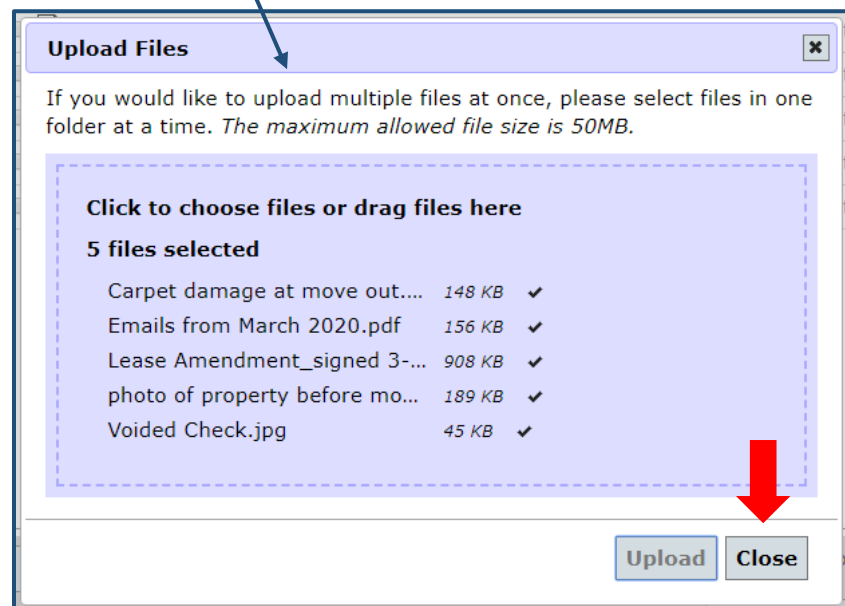 Upload Files
If you would like to upload multiple files at once, please select files in one
folder at a time. The maximum allowed file size is 50MB.
Click to choose files or drag files here
5 files selected
Carpet damage at move out.... 148 KB ✔
Emails from March 2020.pdf 156 KB ✔
Lease Amendment_signed 3-... 908 KB ✔
photo of property before mo... 189 KB ✔
Voided Check.jpg 45 KB ✔
Upload Close